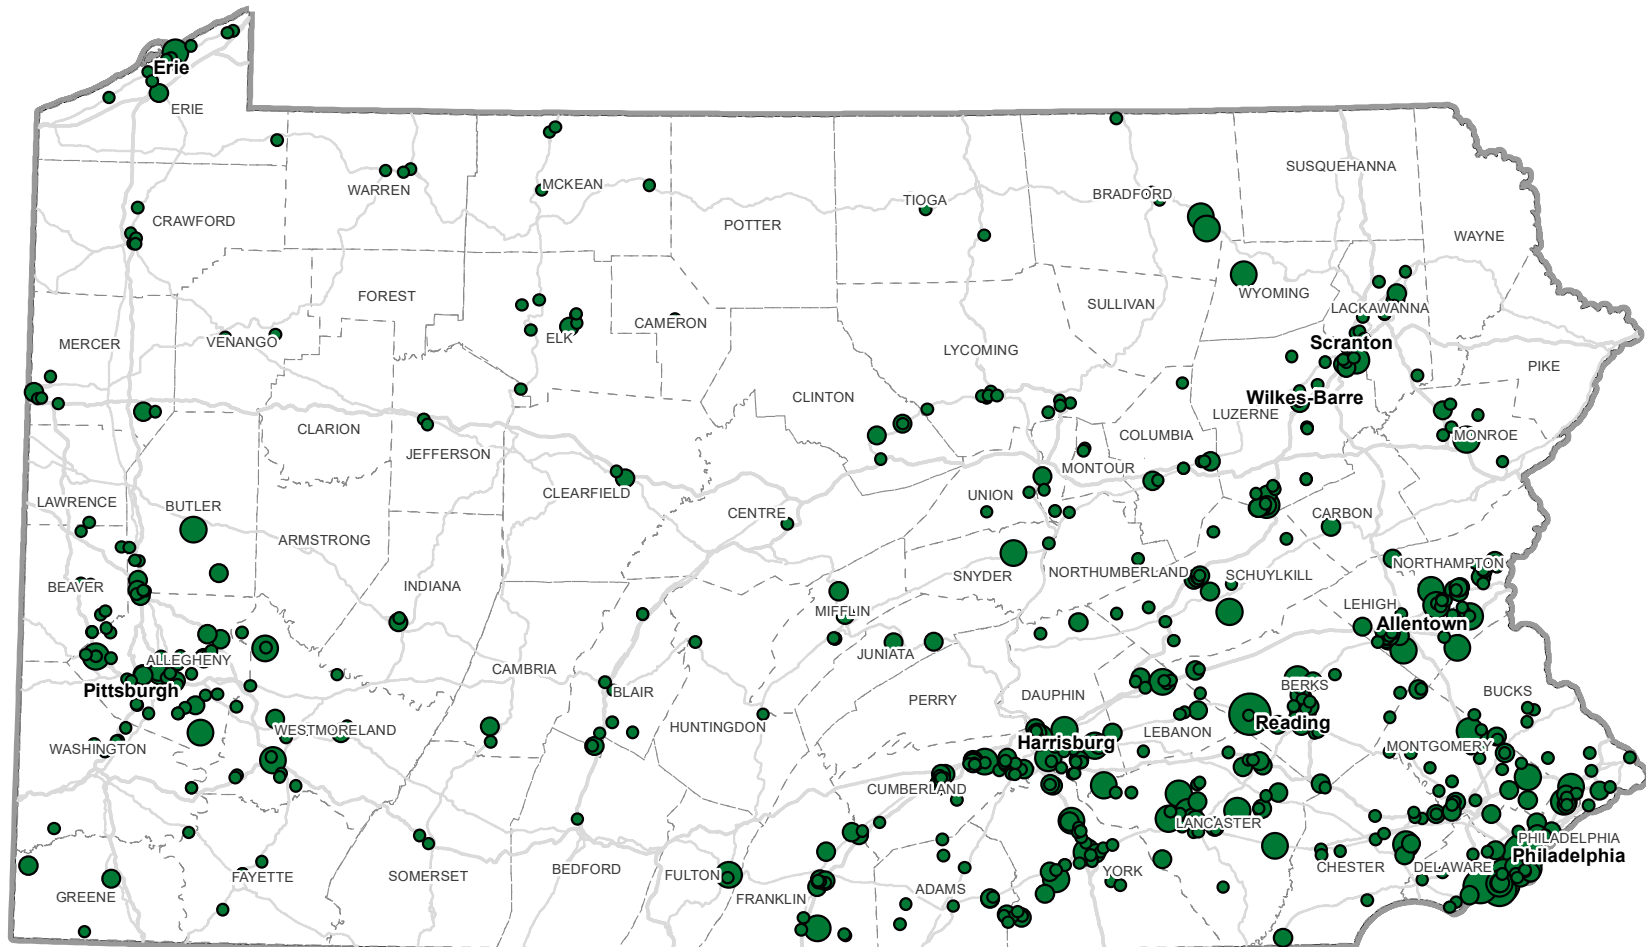 Erie
ERIE
SUSQUEHANNA
WARREN
MCKEAN
BRADFORD
TIOGA
CRAWFORD
POTTER
WAYNE
FOREST
WYOMING
SULLIVAN
LACKAWANNA
CAMERON
ELK
VENANGO
MERCER
Scranton
LYCOMING
PIKE
CLINTON
Wilkes-Barre
LUZERNE
CLARION
COLUMBIA
MONROE
JEFFERSON
MONTOUR
CLEARFIELD
UNION
LAWRENCE
BUTLER
CENTRE
CARBON
ARMSTRONG
NORTHAMPTON
SNYDER
NORTHUMBERLAND
SCHUYLKILL
BEAVER
INDIANA
LEHIGH
MIFFLIN
Allentown
JUNIATA
ALLEGHENY
CAMBRIA
Pittsburgh
BLAIR
BERKS
BUCKS
DAUPHIN
PERRY
HUNTINGDON
Reading
WESTMORELAND
LEBANON
Harrisburg
WASHINGTON
MONTGOMERY
CUMBERLAND
LANCASTER
PHILADELPHIA
Philadelphia
CHESTER
DELAWARE
BEDFORD
YORK
FULTON
SOMERSET
FAYETTE
ADAMS
GREENE
FRANKLIN